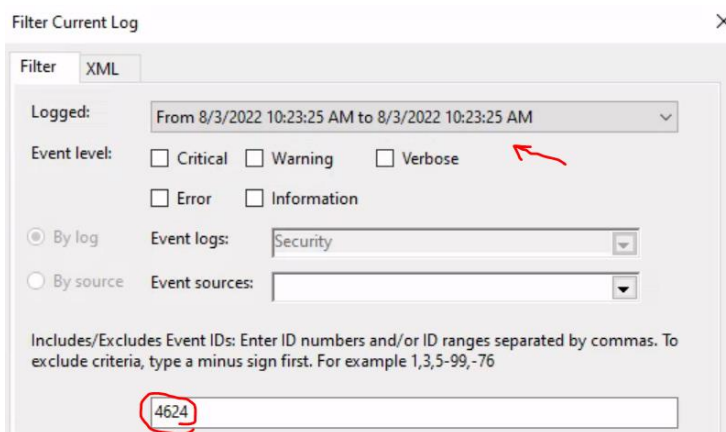 Filter Current Log
Filter XML
Logged: From 8/3/2022 10:23:25 AM to 8/3/2022 10:23:25 AM
Event level: Critical Warning Verbose
Error Information
By log Event logs: Security
By source Event sources:
Includes/Excludes Event IDs: Enter ID numbers and/or ID ranges separated by commas. To
exclude criteria, type a minus sign first. For example 1,3,5-99,-76
4624